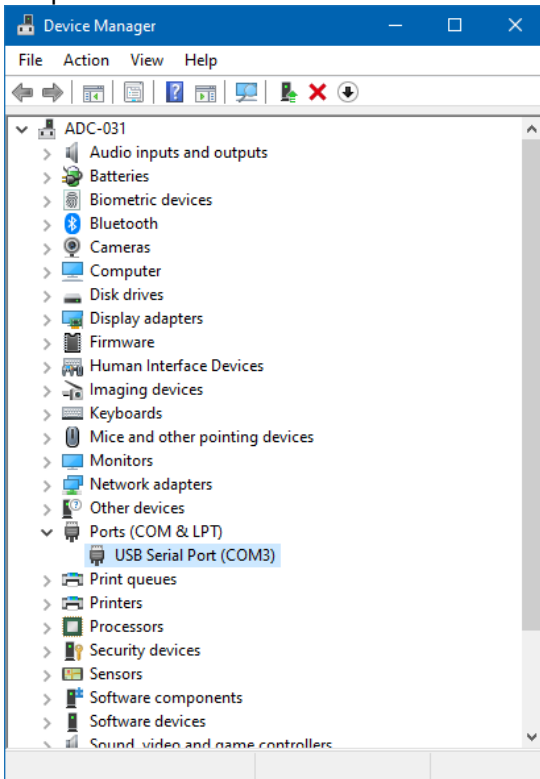 Device Manager
File Action View Help
ADC-031
Audio inputs and outputs
Batteries
Biometric devices
Bluetooth
Cameras
Computer
Disk drives
Display adapters
Firmware
Human Interface Devices
Imaging devices
Keyboards
Mice and other pointing devices
Monitors
Network adapters
Other devices
Ports (COM & LPT)
USB Serial Port (COM3)
Print queues
Printers
Processors
Security devices
Sensors
Software components
Software devices
Sound, video and game controllers